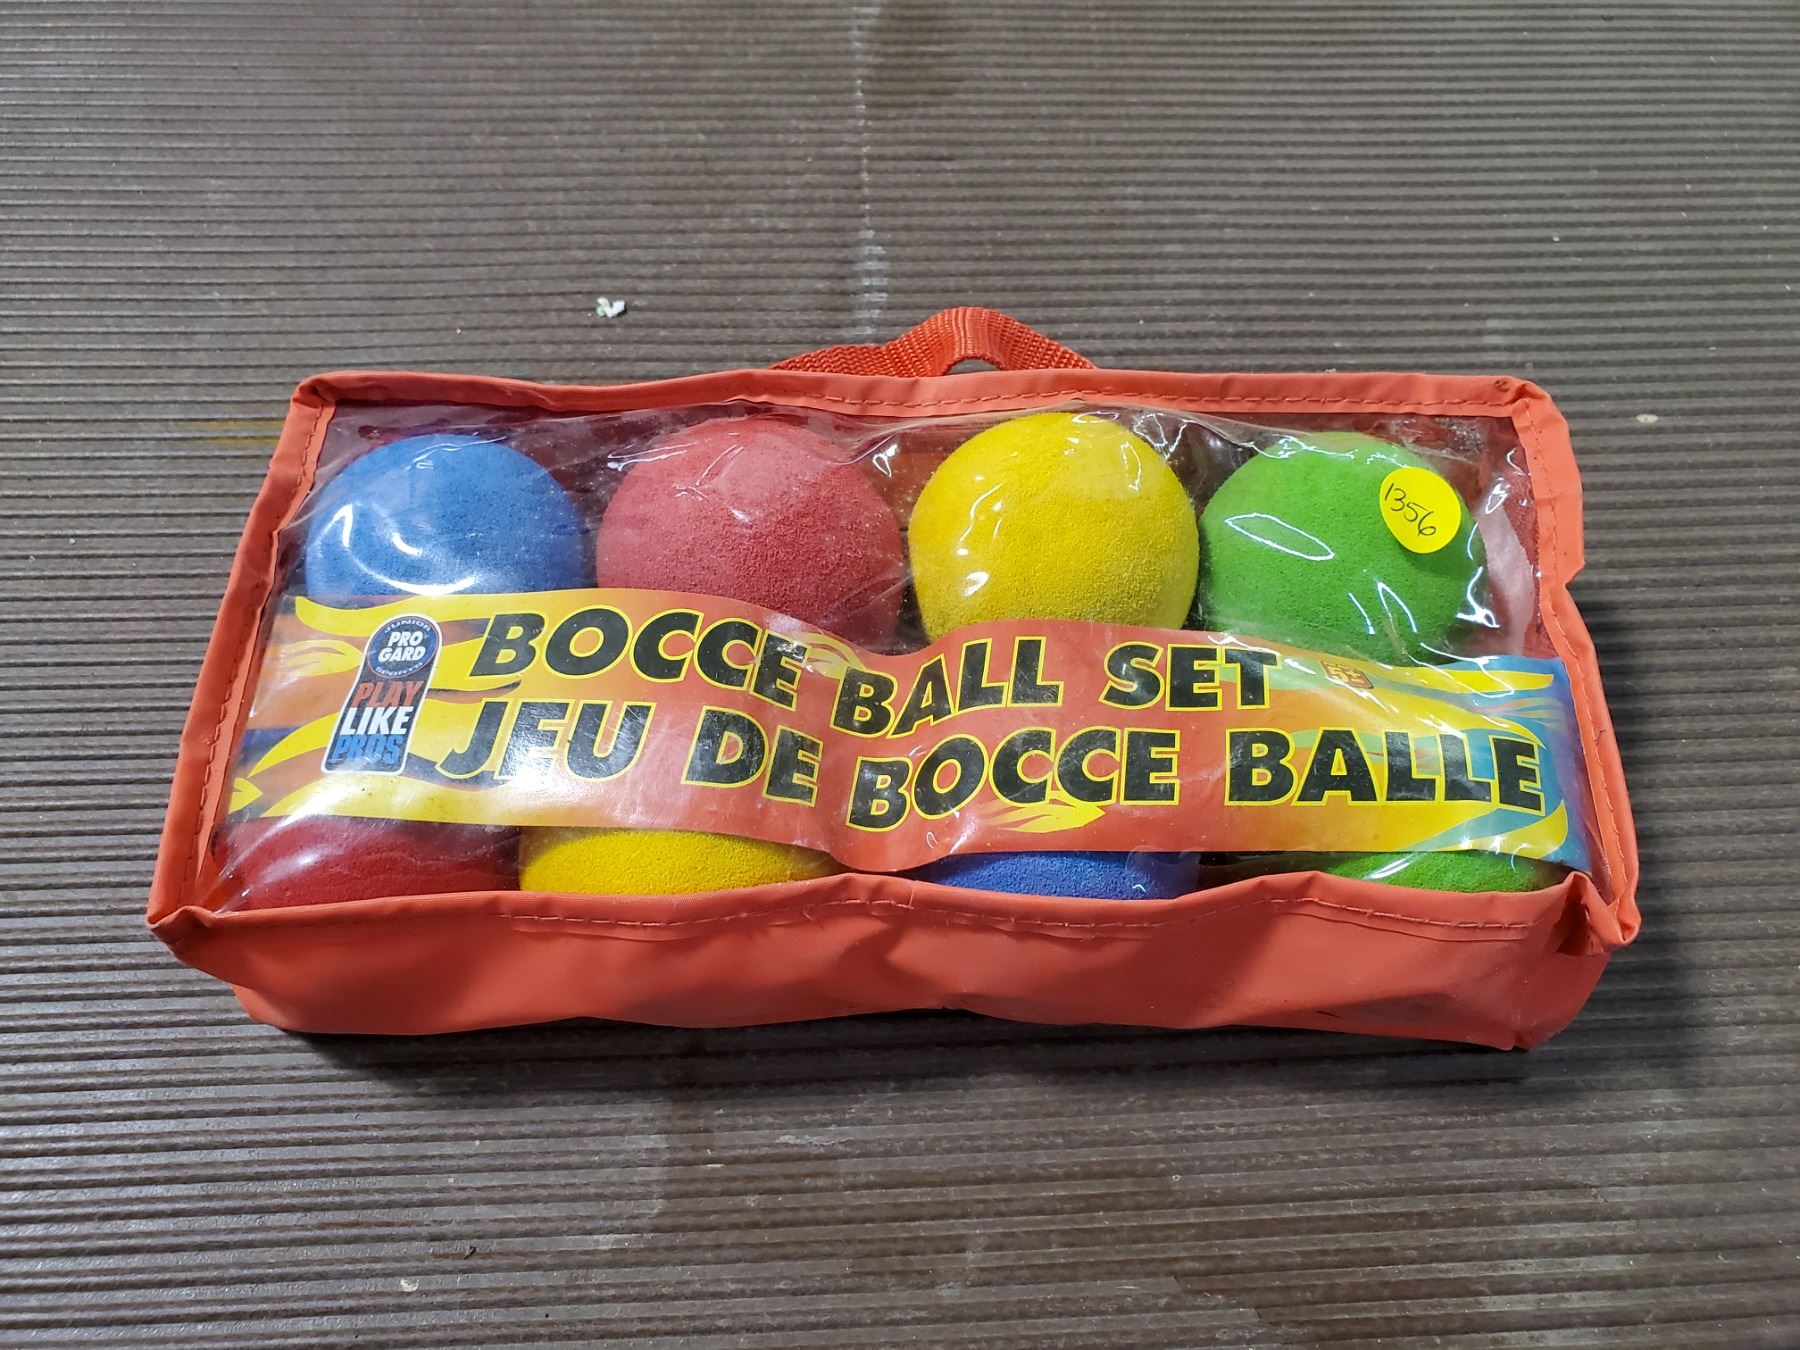 1356
JUNIOR
PRO
GARD
SPORTS
PLAY
LIKE
PROS
BOCCE BALL SET
JEU DE BOCCE BALLE